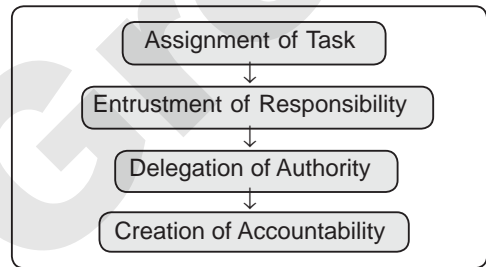 Assignment of Task
Entrustment of Responsibility
Delegation of Authority
Creation of Accountability